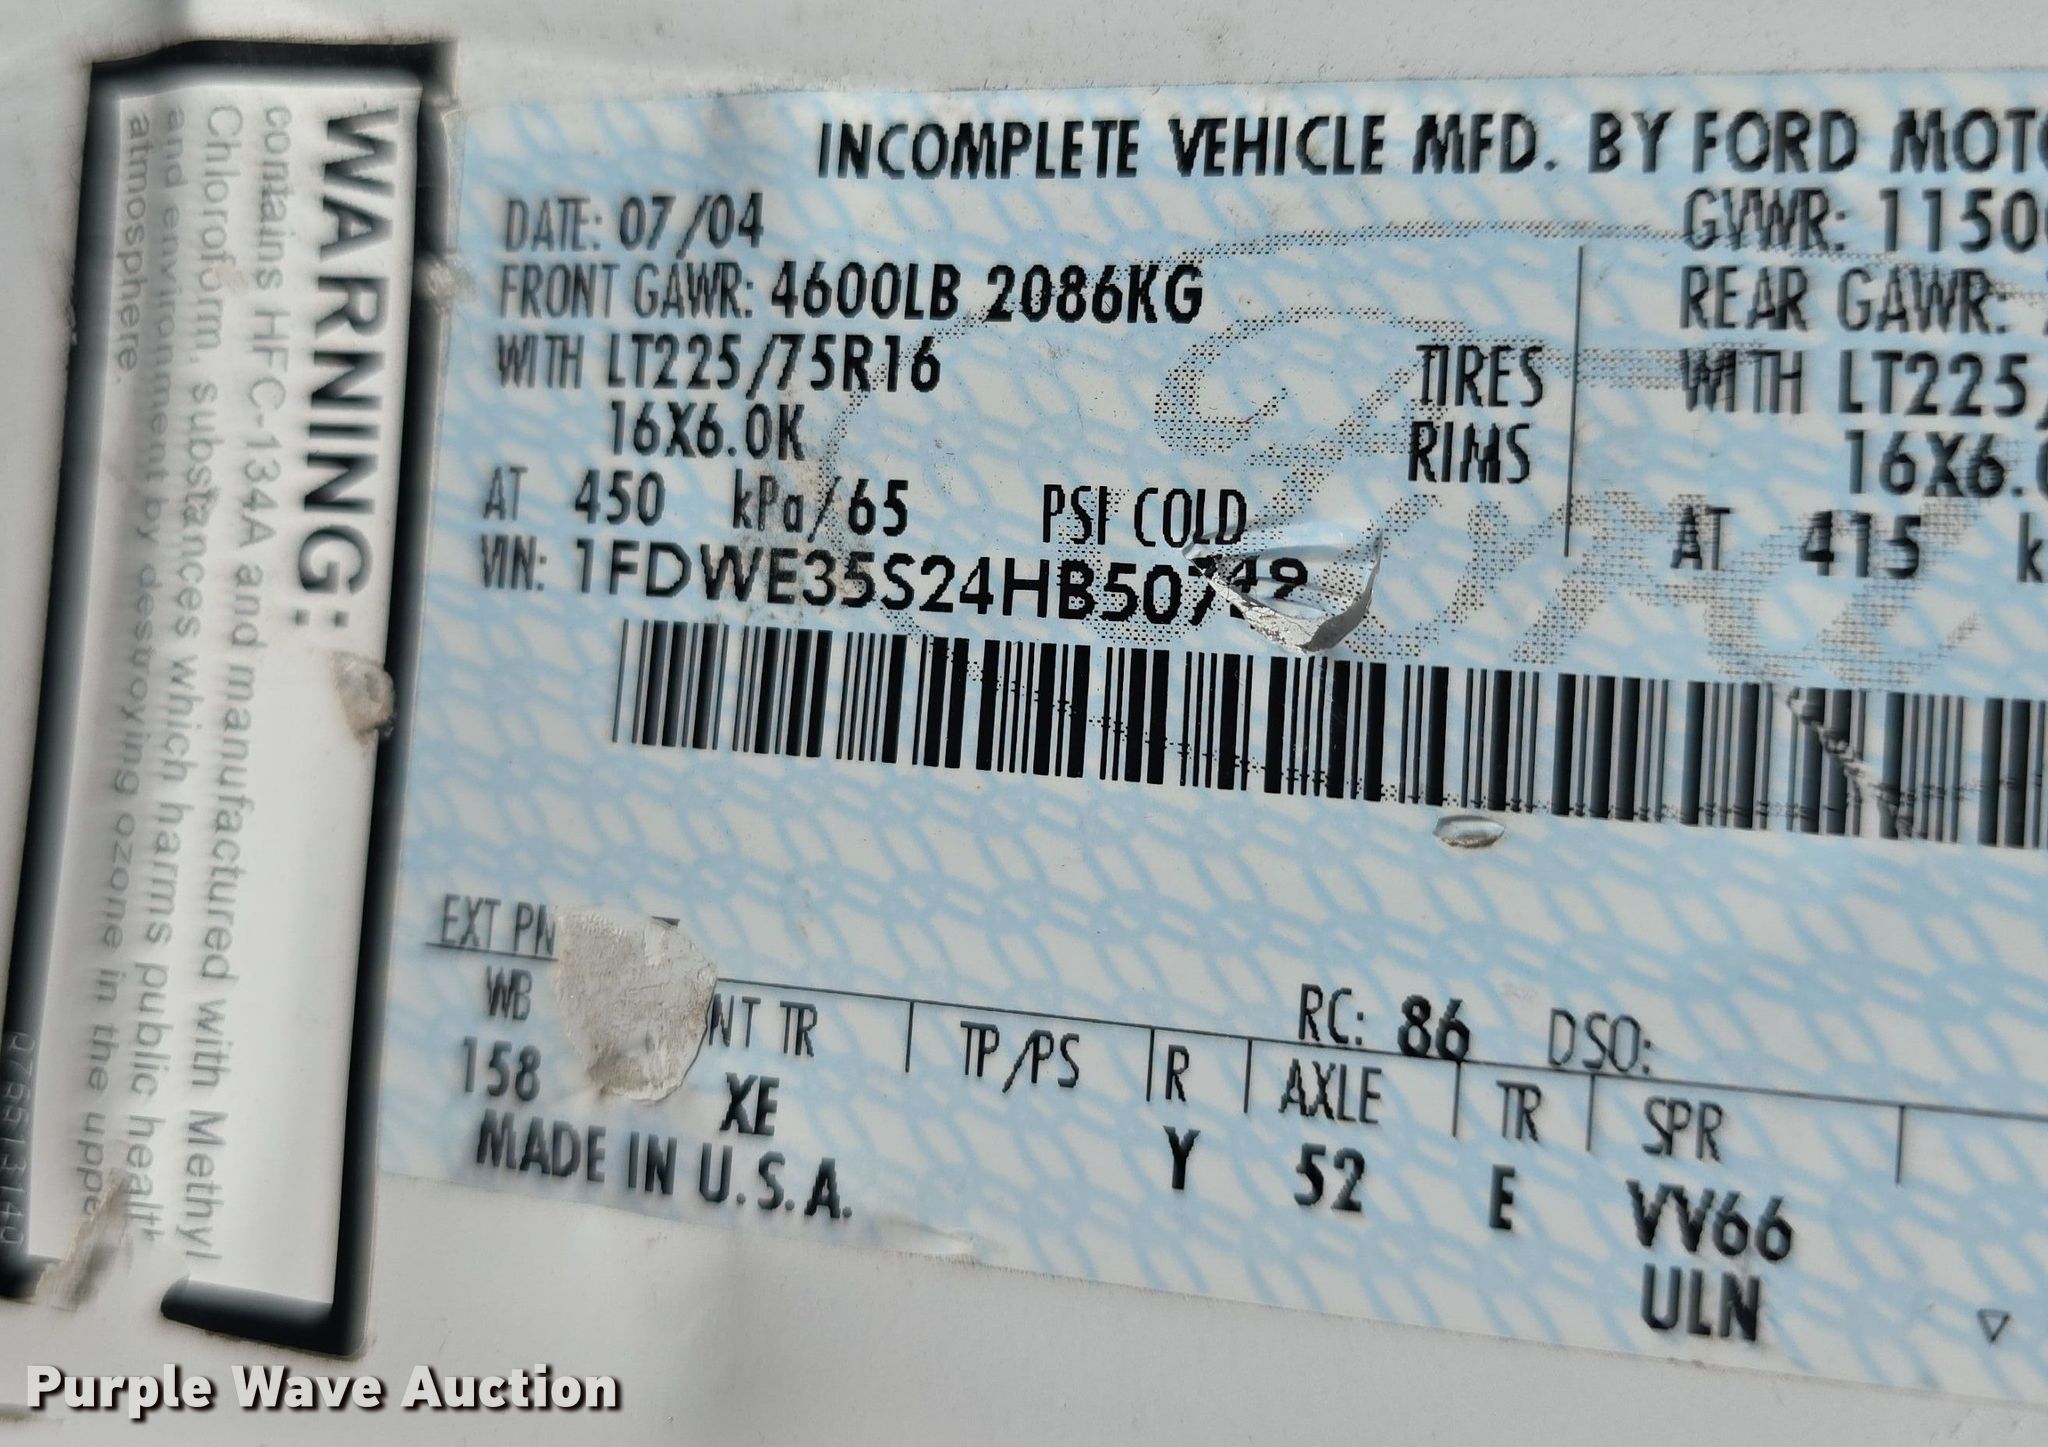 WARNING:
contains HFC-134A and manufactured with Methyl
Chloroform, substances which harms public healt
and environment by destroying ozone in the uppe
atmosphere.
INCOMPLETE VEHICLE MFD. BY FORD MOTO
DATE: 07/04
GVWR: 1150
FRONT GAWR: 4600LB 2086KG
REAR GAWR:
WITH LT225/75R16 TIRES
WITH LT225/
16X6.0K RIMS
16X6.0
AT 450 kPa/65 PSI COLD
AT 415 k
VIN: 1FDWE35S24HB507 9
EXT PN
RC: 86 DSO:
WB NT TR TP/PS R AXLE TR SPR
158 XE Y 52 E VV66
MADE IN U.S.A.
ULN
Purple Wave Auction